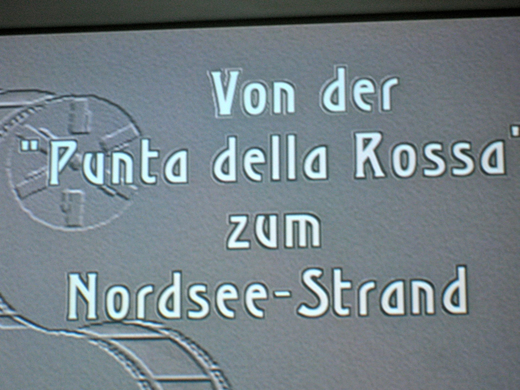 Von der
"Punta della Rossa"
zum
Nordsee-Strand